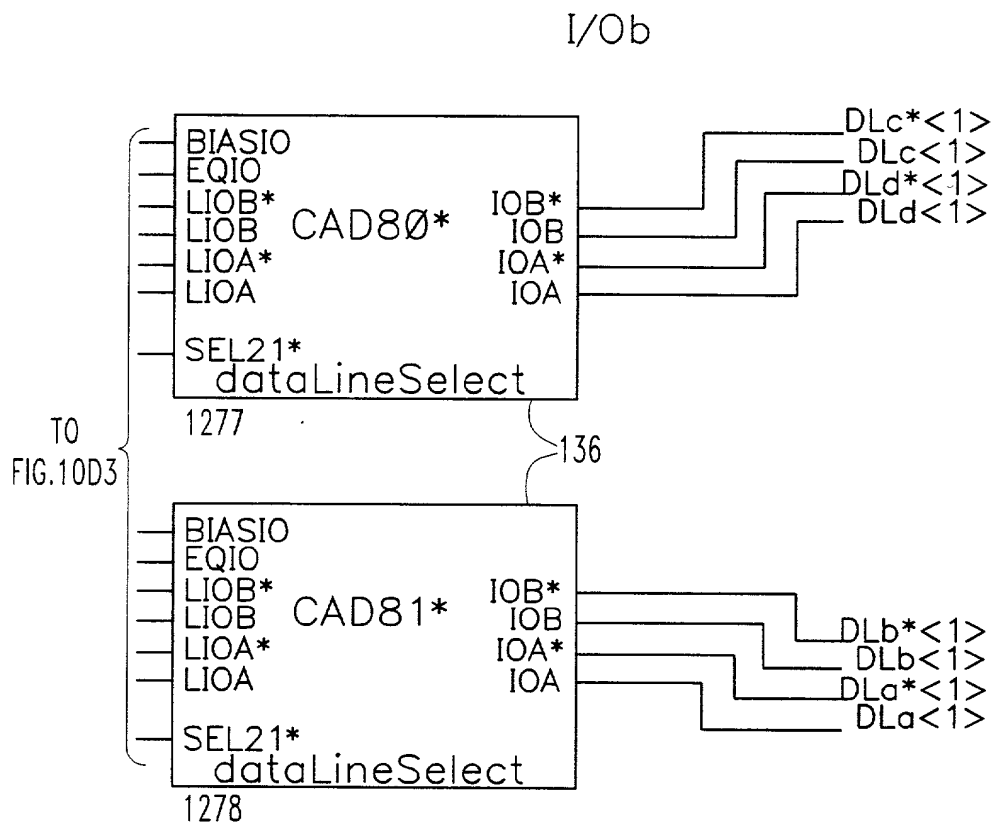 I/Ob
BIASIO
EQIO
LIOB*
LIOB
LIOA*
LIOA
SEL21*
CAD80*
IOB*
IOB
IOA*
IOA
dataLineSelect
1277
DLc*<1>
DLc<1>
DLd*<1>
DLd<1>
TO
FIG.10D3
136
BIASIO
EQIO
LIOB*
LIOB
LIOA*
LIOA
SEL21*
CAD81*
IOB*
IOB
IOA*
IOA
dataLineSelect
1278
DLb*<1>
DLb<1>
DLa*<1>
DLa<1>